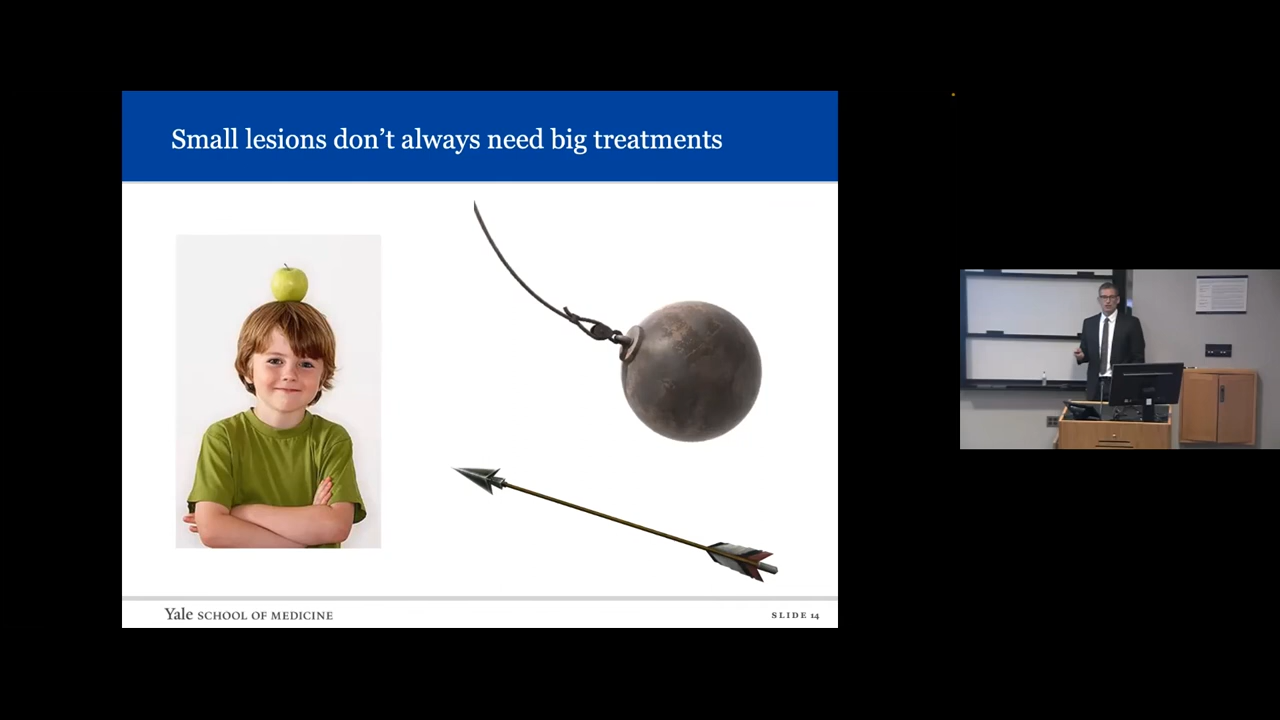 Small lesions don’t always need big treatments
Yale SCHOOL OF MEDICINE
SLIDE 14